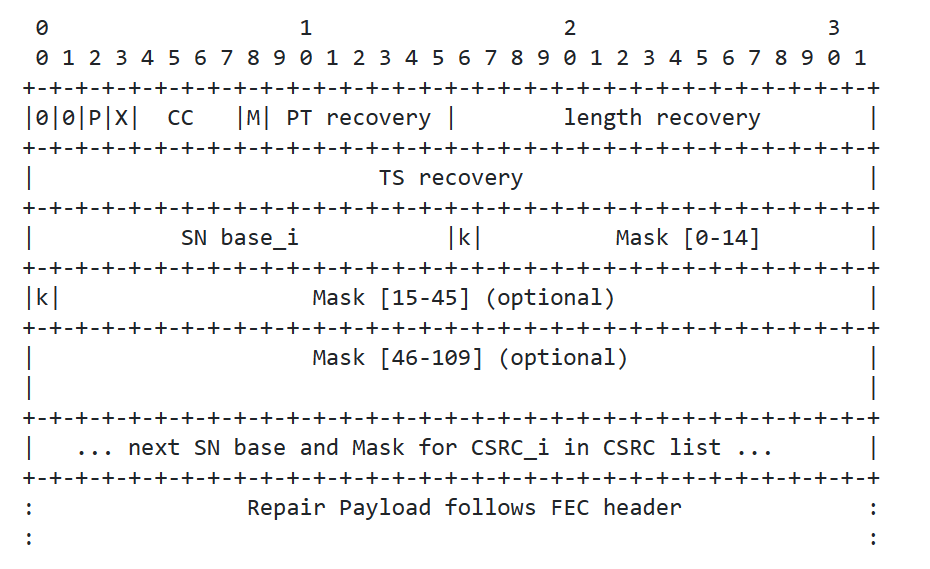 0                   1                   2                   3
 0 1 2 3 4 5 6 7 8 9 0 1 2 3 4 5 6 7 8 9 0 1 2 3 4 5 6 7 8 9 0 1
+-+-+-+-+-+-+-+-+-+-+-+-+-+-+-+-+-+-+-+-+-+-+-+-+-+-+-+-+-+-+-+-+
|0|0|P|X|  CC   |M| PT recovery |        length recovery        |
+-+-+-+-+-+-+-+-+-+-+-+-+-+-+-+-+-+-+-+-+-+-+-+-+-+-+-+-+-+-+-+-+
|                          TS recovery                          |
+-+-+-+-+-+-+-+-+-+-+-+-+-+-+-+-+-+-+-+-+-+-+-+-+-+-+-+-+-+-+-+-+
|           SN base_i           |k|          Mask [0-14]        |
+-+-+-+-+-+-+-+-+-+-+-+-+-+-+-+-+-+-+-+-+-+-+-+-+-+-+-+-+-+-+-+-+
|k|                   Mask [15-45] (optional)                   |
+-+-+-+-+-+-+-+-+-+-+-+-+-+-+-+-+-+-+-+-+-+-+-+-+-+-+-+-+-+-+-+-+
|                     Mask [46-109] (optional)                  |
|                                                               |
+-+-+-+-+-+-+-+-+-+-+-+-+-+-+-+-+-+-+-+-+-+-+-+-+-+-+-+-+-+-+-+-+
|   ... next SN base and Mask for CSRC_i in CSRC list ...       |
+-+-+-+-+-+-+-+-+-+-+-+-+-+-+-+-+-+-+-+-+-+-+-+-+-+-+-+-+-+-+-+-+
:                Repair Payload follows FEC header              :
:                                                               :